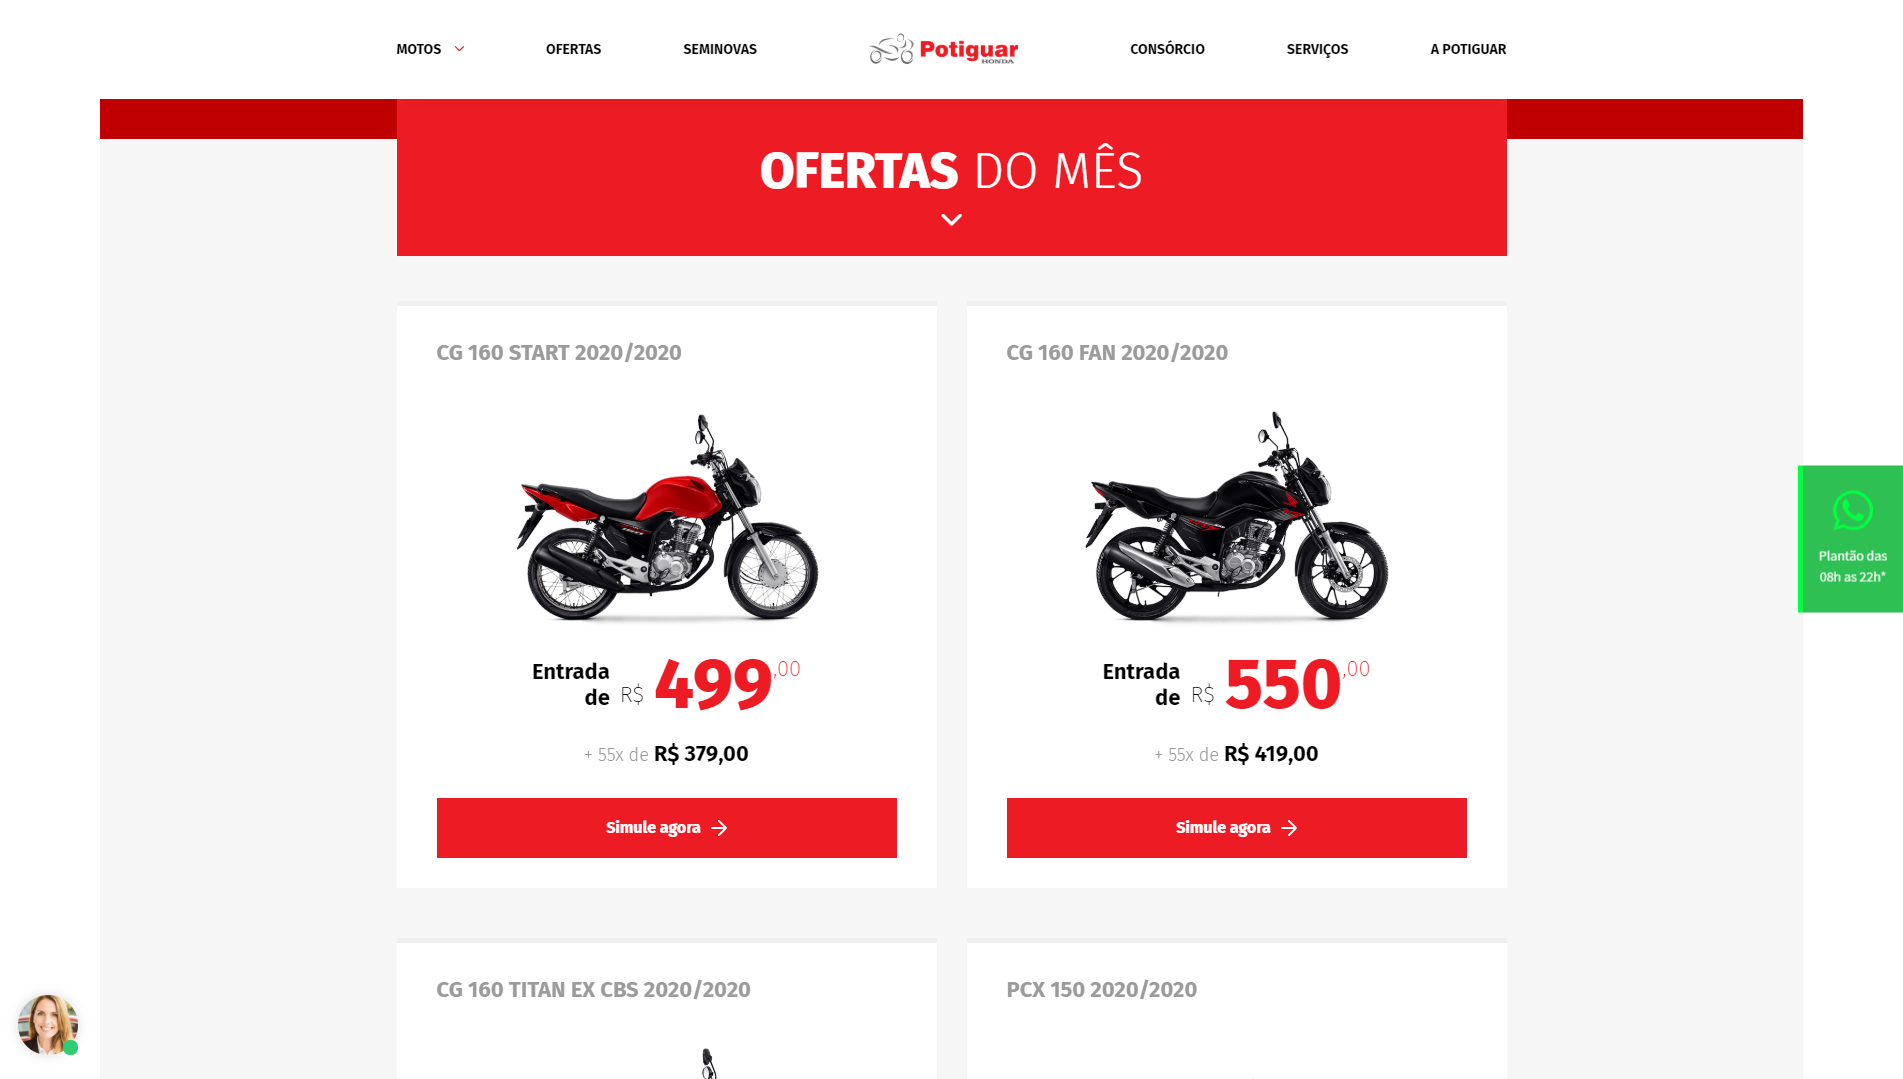 MOTOS
OFERTAS
SEMINOVAS
Potiguar
HONDA
CONSÓRCIO
SERVIÇOS
A POTIGUAR
OFERTAS DO MÊS
CG 160 START 2020/2020
Entrada
de R$ 499,00
+ 55x de R$ 379,00
Simule agora
CG 160 FAN 2020/2020
Entrada
de R$ 550,00
+ 55x de R$ 419,00
Simule agora
Plantão das
08h as 22h*
CG 160 TITAN EX CBS 2020/2020
PCX 150 2020/2020